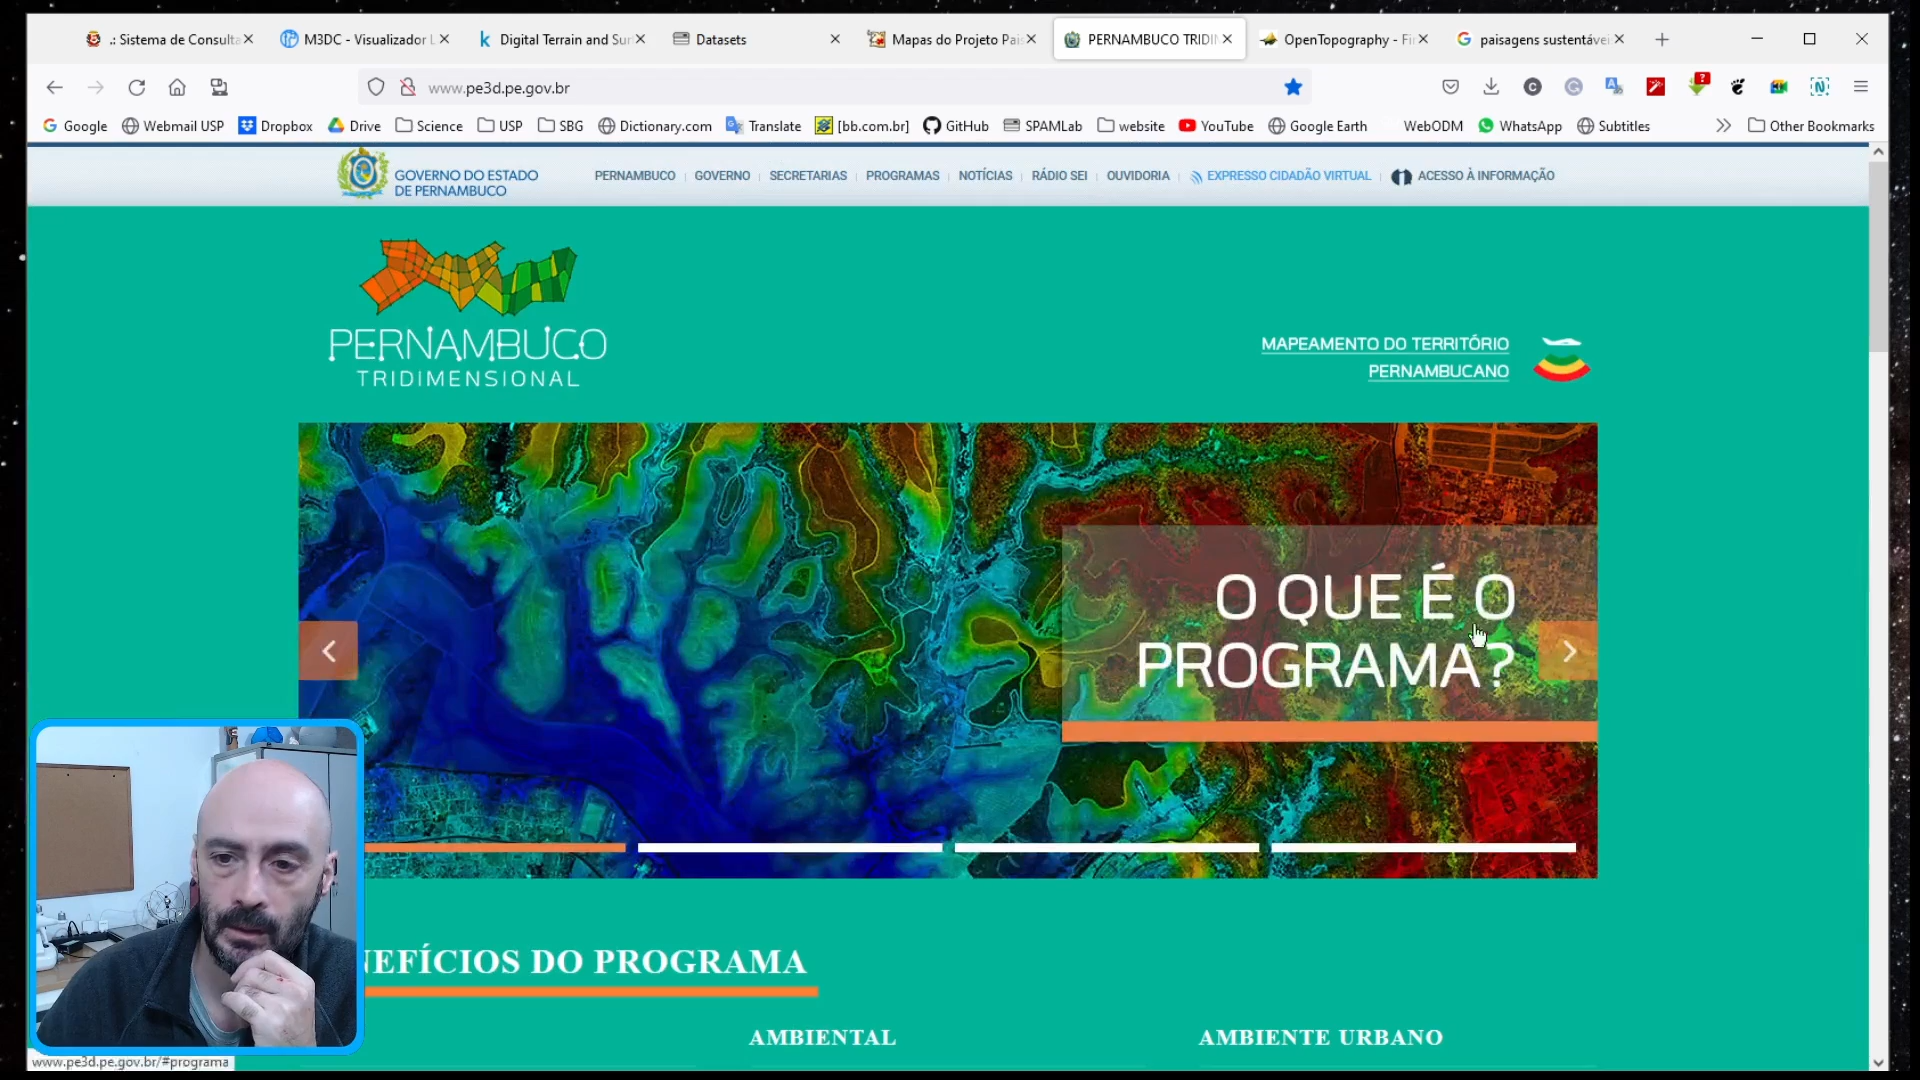 .: Sistema de Consulta
M3DC - Visualizador L
Digital Terrain and Sur
Datasets
Mapas do Projeto Pai
PERNAMBUCO TRIDI
OpenTopography - Fi
paisagens sustentávei
www.pe3d.pe.gov.br
Google
Webmail USP
Dropbox
Drive
Science
USP
SBG
Dictionary.com
Translate
[bb.com.br]
GitHub
SPAMLab
website
YouTube
Google Earth
WebODM
WhatsApp
Subtitles
Other Bookmarks
GOVERNO DO ESTADO
DE PERNAMBUCO
PERNAMBUCO
GOVERNO
SECRETARIAS
PROGRAMAS
NOTÍCIAS
RÁDIO SEI
OUVIDORIA
EXPRESSO CIDADÃO VIRTUAL
ACESSO À INFORMAÇÃO
PERNAMBUCO
TRIDIMENSIONAL
MAPEAMENTO DO TERRITÓRIO
PERNAMBUCANO
O QUE É O
PROGRAMA?
NEFÍCIOS DO PROGRAMA
AMBIENTAL
AMBIENTE URBANO
www.pe3d.pe.gov.br/#programa